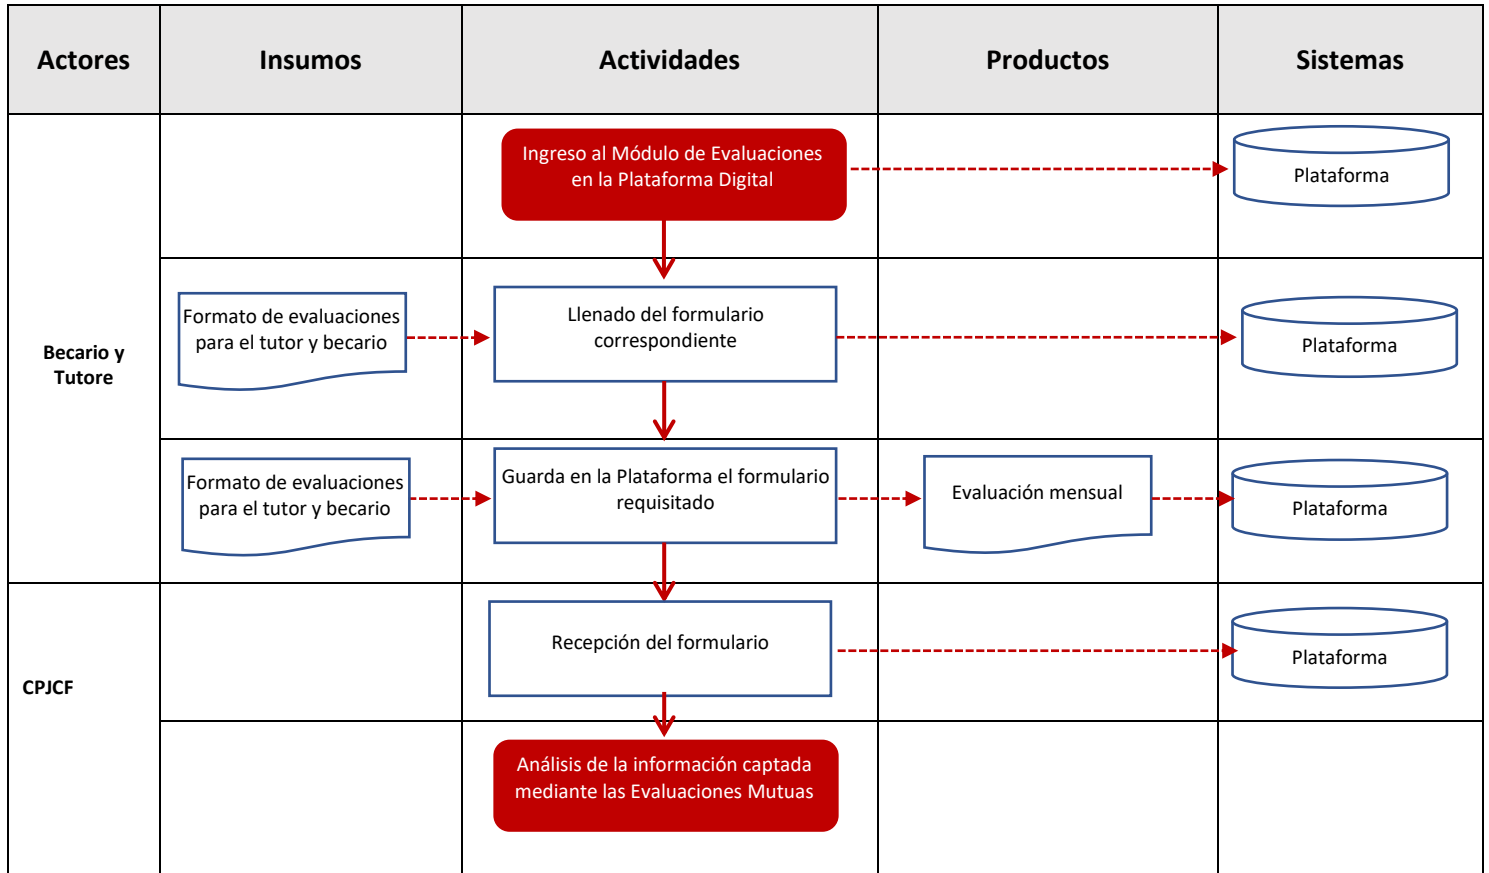 Actores
Insumos
Actividades
Productos
Sistemas
Becario y
Tutore
Ingreso al Módulo de Evaluaciones
en la Plataforma Digital
Plataforma
Formato de evaluaciones
para el tutor y becario
Llenado del formulario
correspondiente
Plataforma
Formato de evaluaciones
para el tutor y becario
Guarda en la Plataforma el formulario
requisitado
Evaluación mensual
Plataforma
CPJCF
Recepción del formulario
Plataforma
Análisis de la información captada
mediante las Evaluaciones Mutuas